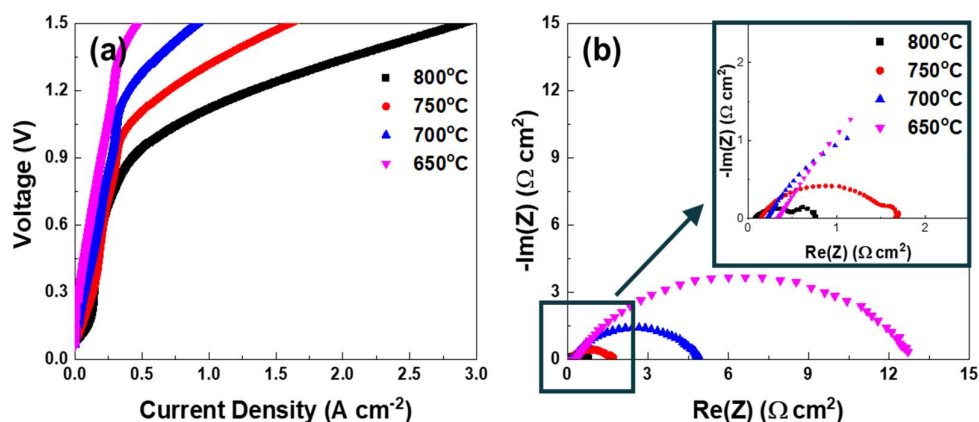 (a)
1.5
1.2
0.9
0.6
0.3
0.0
Voltage (V)
800°C
750°C
700°C
650°C
0.0 0.5 1.0 1.5 2.0 2.5 3.0
Current Density (A cm⁻²)
(b)
15
12
9
6
3
0
-Im(Z) (Ω cm²)
0 3 6 9 12 15
Re(Z) (Ω cm²)
2
1
0
-Im(Z) (Ω cm²)
800°C
750°C
700°C
650°C
0 1 2
Re(Z) (Ω cm²)